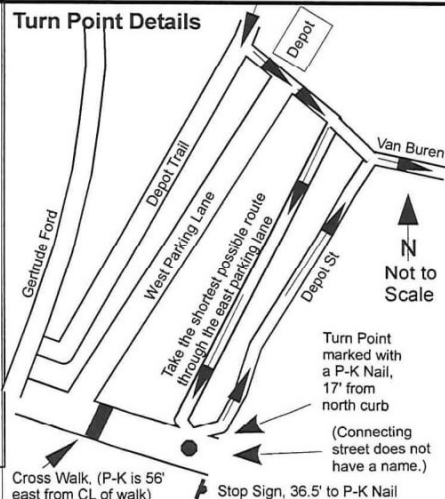 Turn Point Details
Depot
Van Buren
Gertrude Ford
Depot Trail
West Parking Lane
Take the shortest possible route
through the east parking lane
Depot St
N
Not to
Scale
Turn Point
marked with
a P-K Nail,
17' from
north curb
(Connecting
street does not
have a name.)
Cross Walk, (P-K is 56'
east from CL of walk)
Stop Sign, 36.5' to P-K Nail